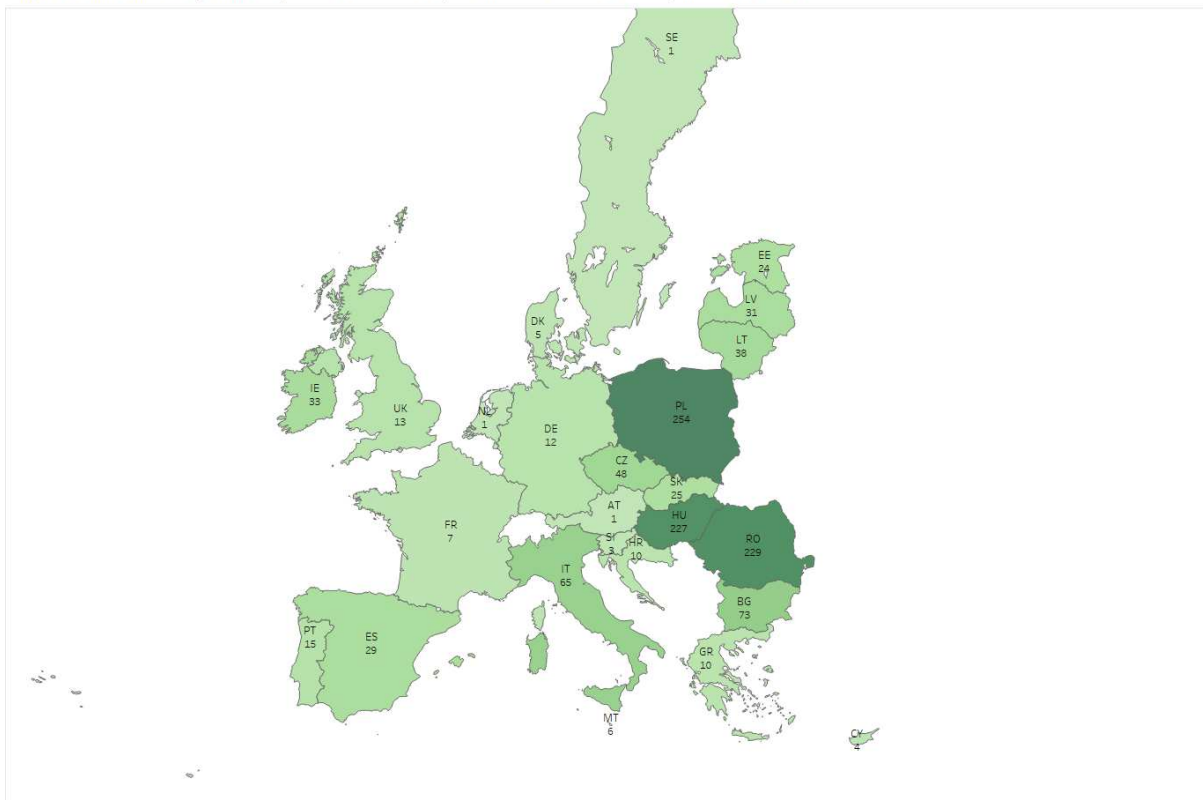 SE
1
EE
24
LV
31
DK
5
LT
38
IE
33
UK
13
NL
1
PL
254
DE
12
CZ
48
SK
25
AT
1
HU
227
FR
7
SI
3
HR
10
RO
229
IT
65
BG
73
PT
15
ES
29
GR
10
MT
6
CY
4